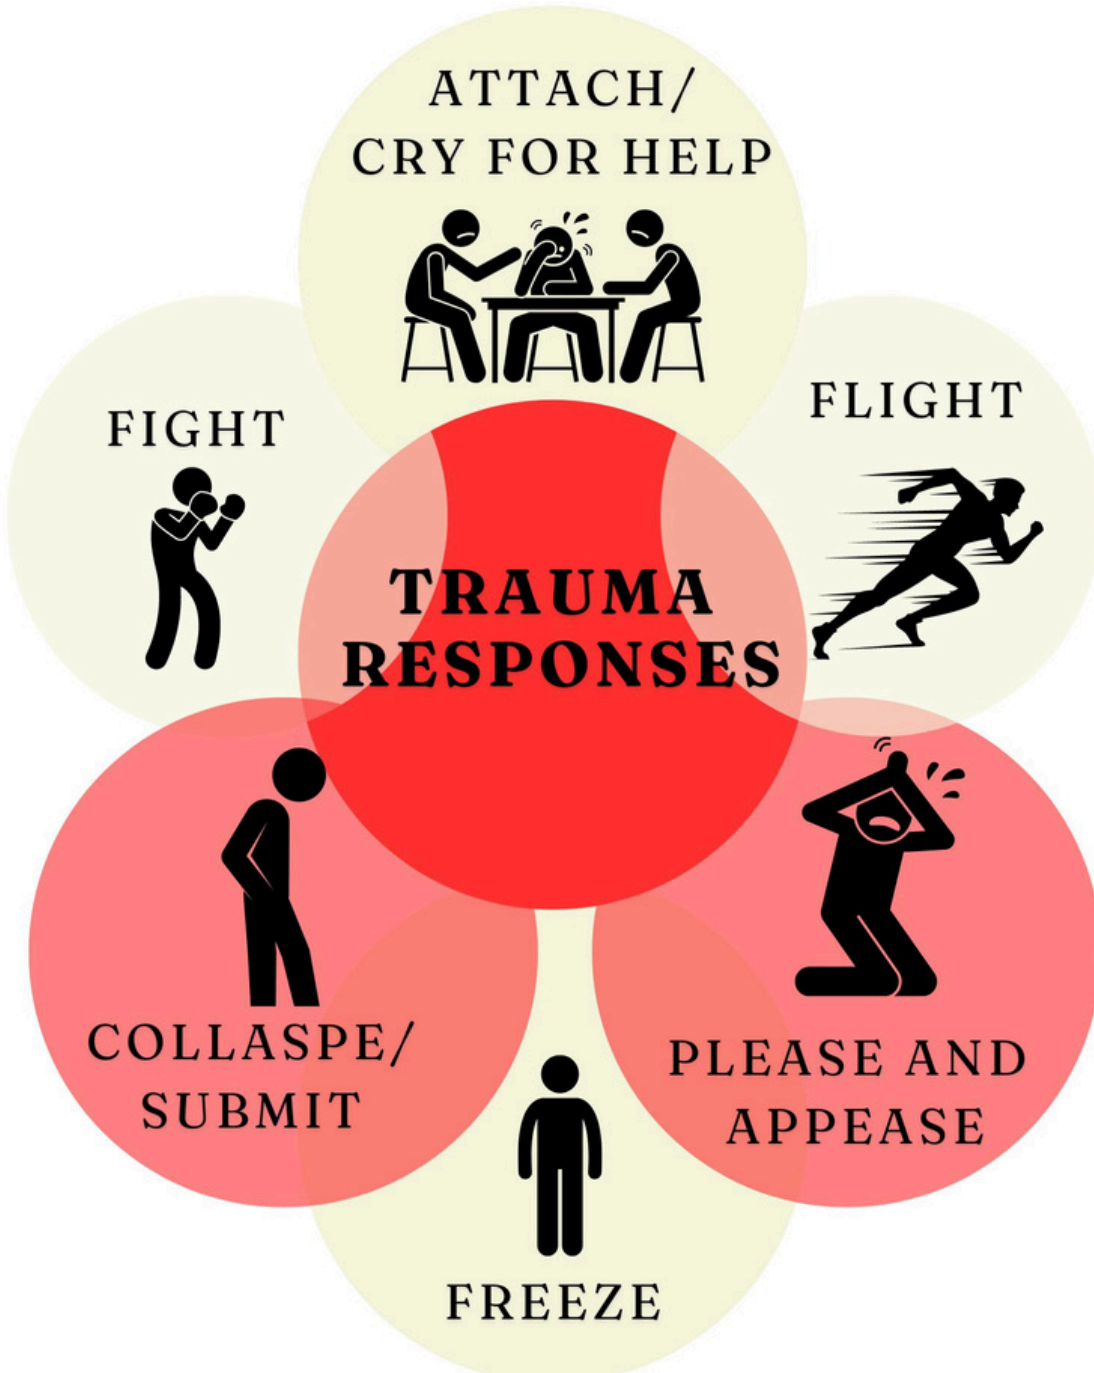 ATTACH/
CRY FOR HELP
FIGHT
FLIGHT
TRAUMA
RESPONSES
COLLASPE/
SUBMIT
PLEASE AND
APPEASE
FREEZE